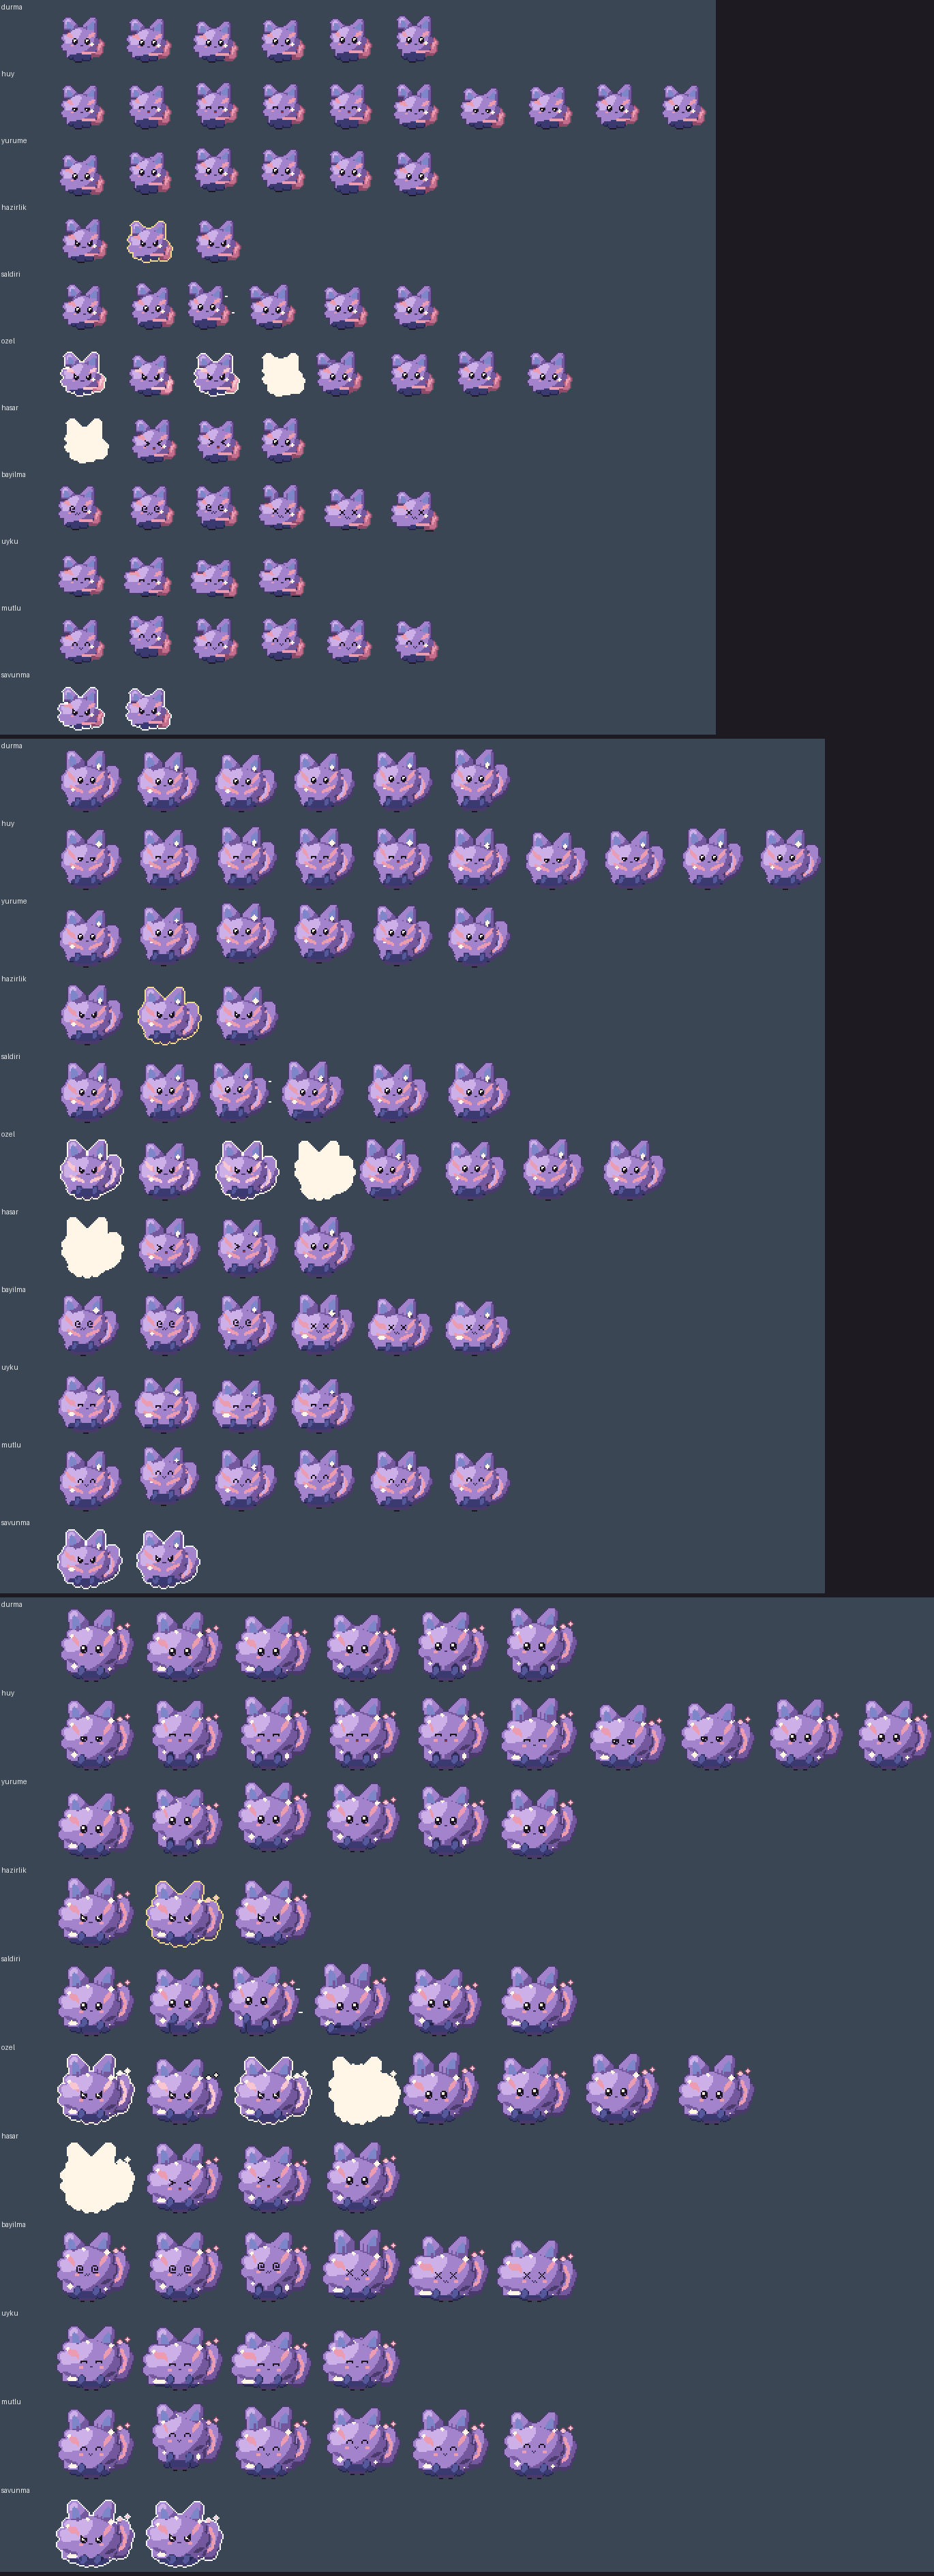 durma
huy
yurume
hazirlik
saldiri
ozel
hasar
bayilma
uyku
mutlu
savunma
durma
huy
yurume
hazirlik
saldiri
ozel
hasar
bayilma
uyku
mutlu
savunma
durma
huy
yurume
hazirlik
saldiri
ozel
hasar
bayilma
uyku
mutlu
savunma